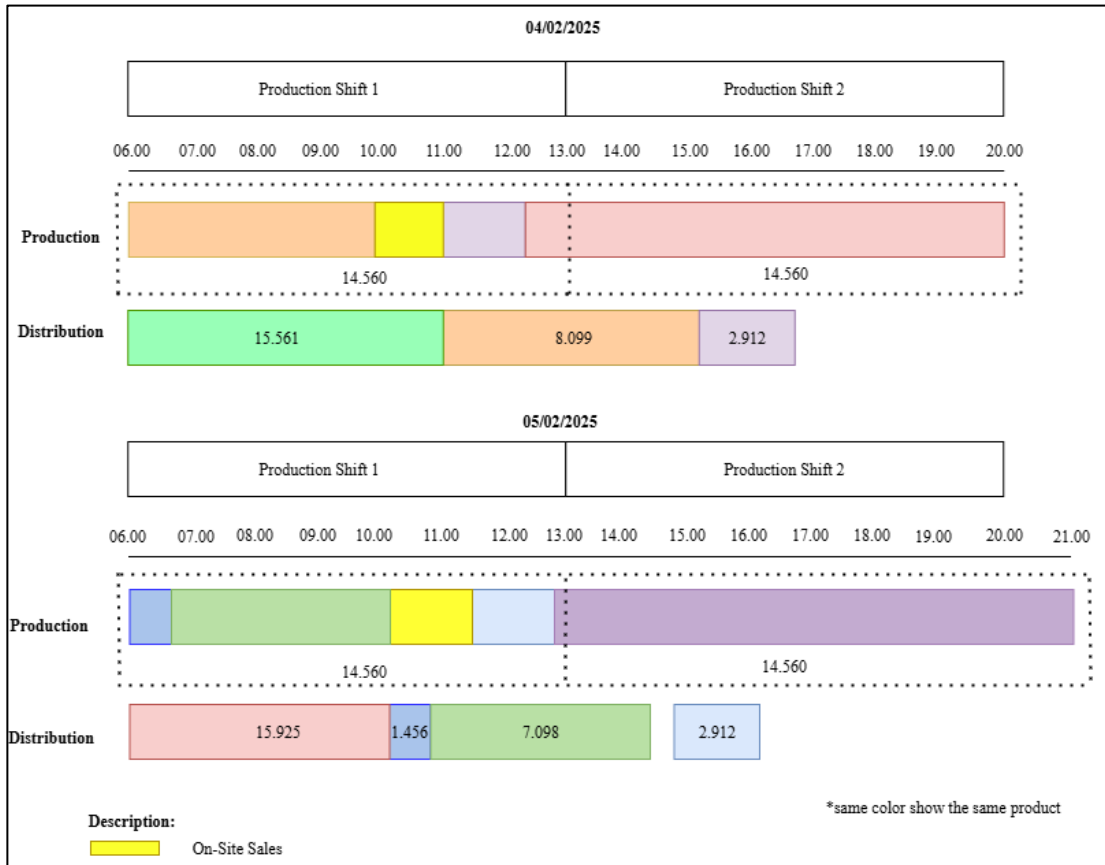 04/02/2025
Production Shift 1 Production Shift 2
06.00 07.00 08.00 09.00 10.00 11.00 12.00 13.00 14.00 15.00 16.00 17.00 18.00 19.00 20.00
Production
14.560 14.560
Distribution 15.561 8.099 2.912
05/02/2025
Production Shift 1 Production Shift 2
06.00 07.00 08.00 09.00 10.00 11.00 12.00 13.00 14.00 15.00 16.00 17.00 18.00 19.00 20.00 21.00
Production
14.560 14.560
Distribution 15.925 1.456 7.098 2.912
*same color show the same product
Description:
On-Site Sales